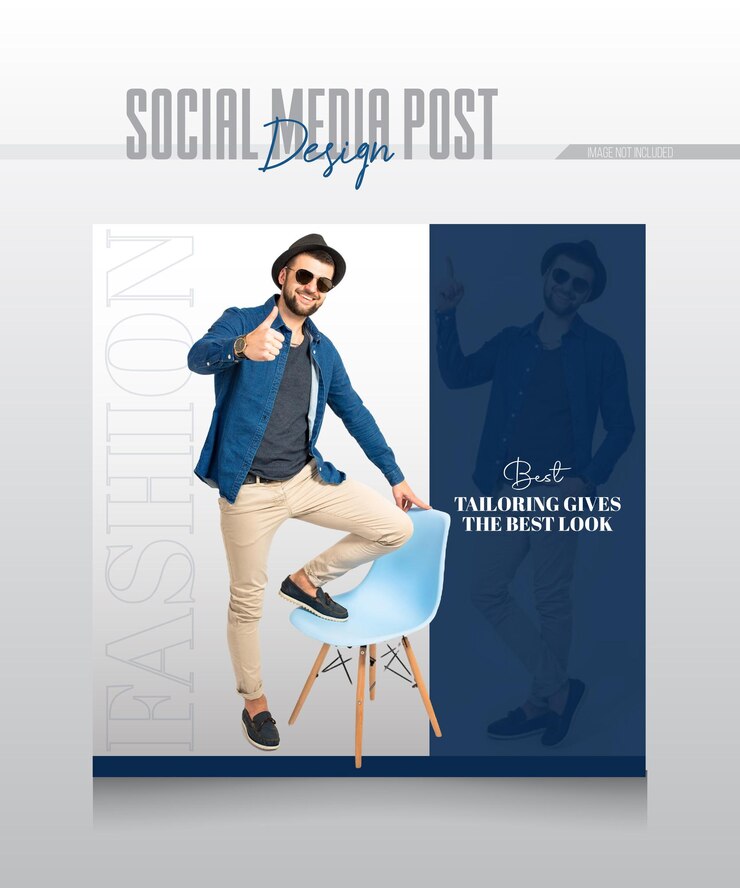 SOCIAL MEDIA POST
Design
IMAGE NOT INCLUDED
FASHION
Best
TAILORING GIVES
THE BEST LOOK